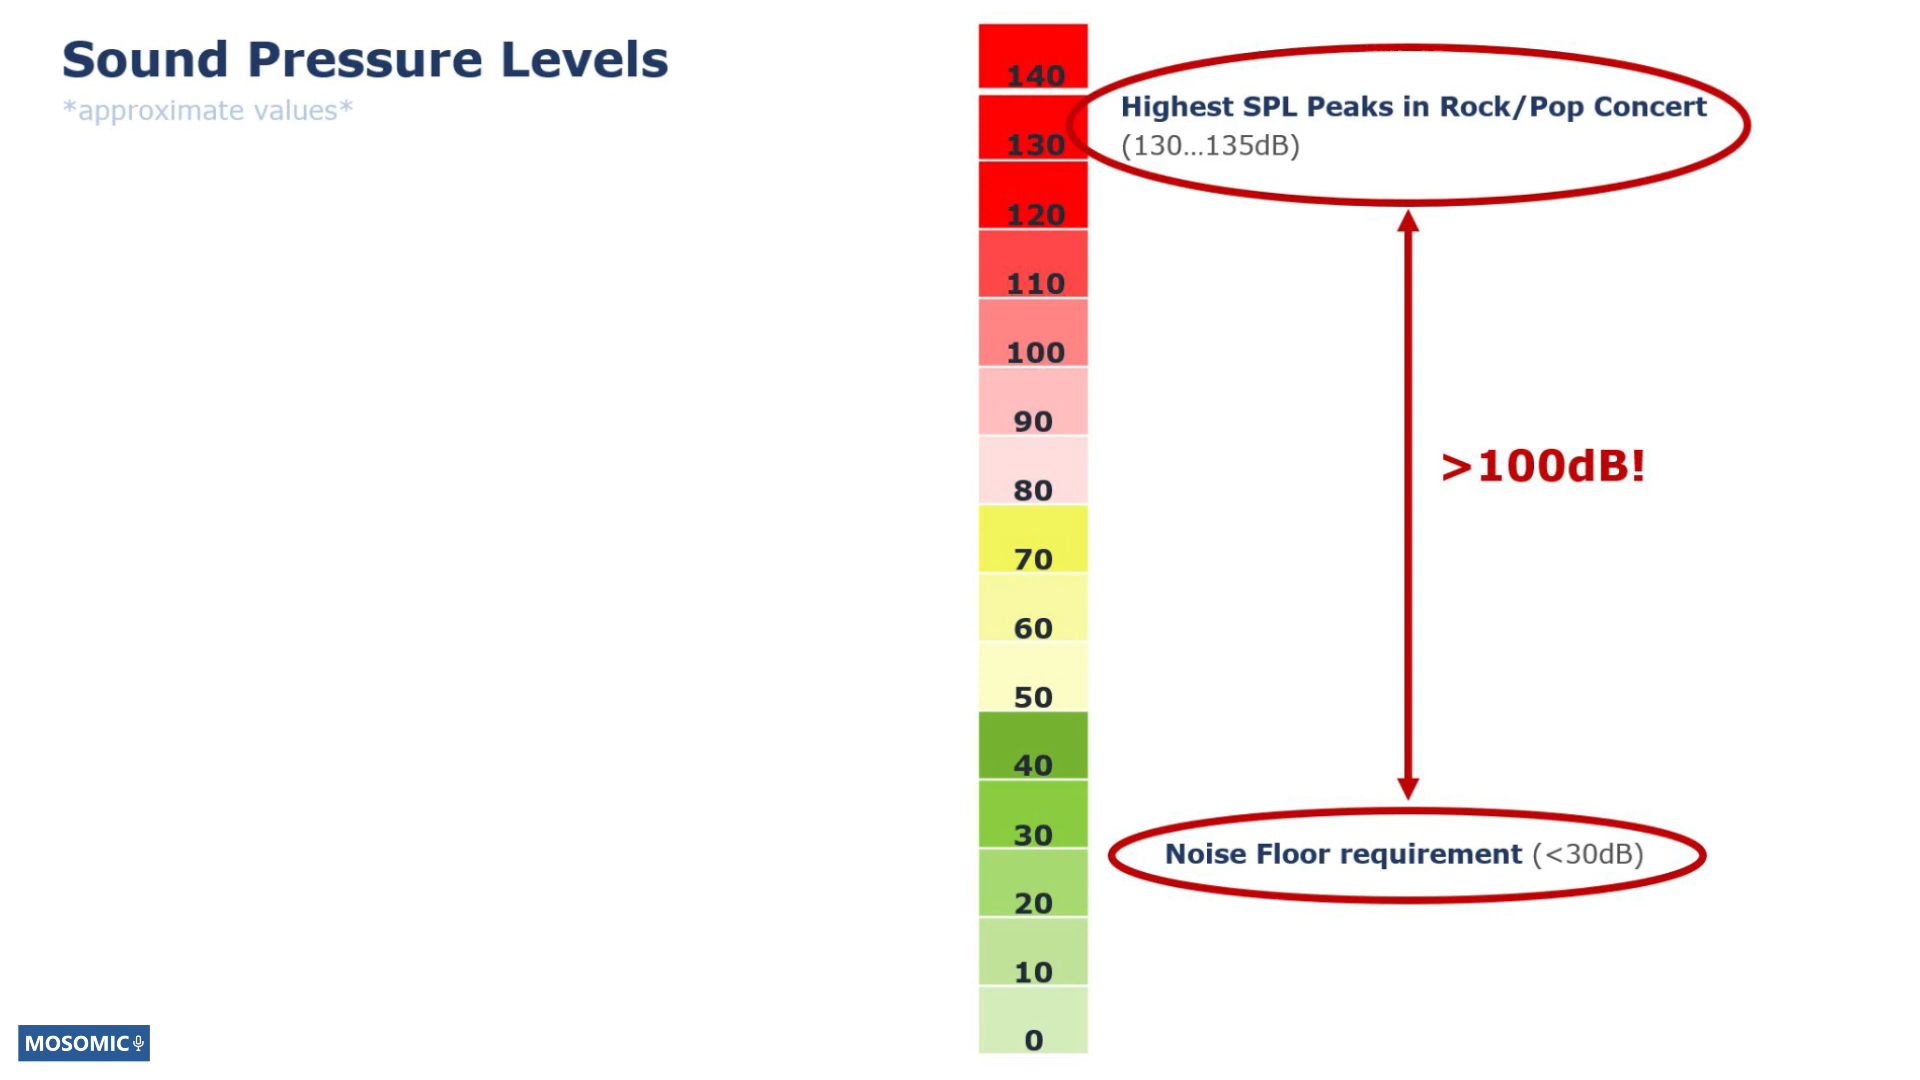 Sound Pressure Levels
*approximate values*
140
130
120
110
100
90
80
70
60
50
40
30
20
10
0
Highest SPL Peaks in Rock/Pop Concert
(130...135dB)
>100dB!
Noise Floor requirement (<30dB)
MOSOMIC